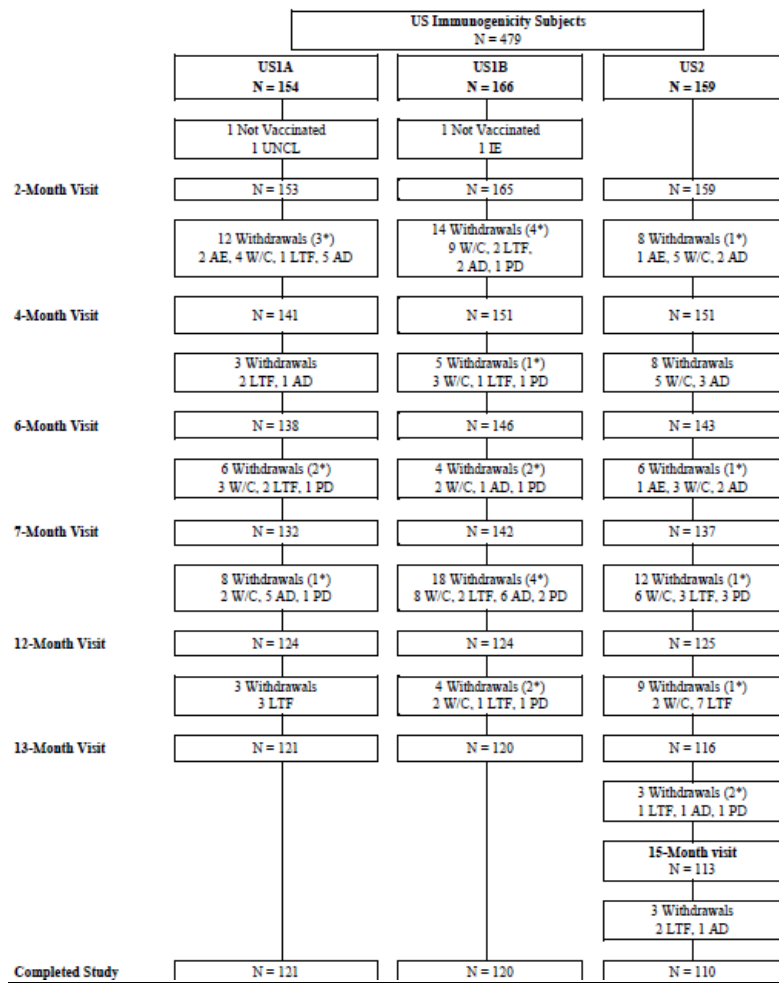 US Immunogenicity Subjects
N = 479
US1A
N = 154
US1B
N = 166
US2
N = 159
1 Not Vaccinated
1 UNCL
1 Not Vaccinated
1 IE
2-Month Visit
N = 153
N = 165
N = 159
12 Withdrawals (3*)
2 AE, 4 W/C, 1 LTF, 5 AD
14 Withdrawals (4*)
9 W/C, 2 LTF,
2 AD, 1 PD
8 Withdrawals (1*)
1 AE, 5 W/C, 2 AD
4-Month Visit
N = 141
N = 151
N = 151
3 Withdrawals
2 LTF, 1 AD
5 Withdrawals (1*)
3 W/C, 1 LTF, 1 PD
8 Withdrawals
5 W/C, 3 AD
6-Month Visit
N = 138
N = 146
N = 143
6 Withdrawals (2*)
3 W/C, 2 LTF, 1 PD
4 Withdrawals (2*)
2 W/C, 1 AD, 1 PD
6 Withdrawals (1*)
1 AE, 3 W/C, 2 AD
7-Month Visit
N = 132
N = 142
N = 137
8 Withdrawals (1*)
2 W/C, 5 AD, 1 PD
18 Withdrawals (4*)
8 W/C, 2 LTF, 6 AD, 2 PD
12 Withdrawals (1*)
6 W/C, 3 LTF, 3 PD
12-Month Visit
N = 124
N = 124
N = 125
3 Withdrawals
3 LTF
4 Withdrawals (2*)
2 W/C, 1 LTF, 1 PD
9 Withdrawals (1*)
2 W/C, 7 LTF
13-Month Visit
N = 121
N = 120
N = 116
3 Withdrawals (2*)
1 LTF, 1 AD, 1 PD
15-Month visit
N = 113
3 Withdrawals
2 LTF, 1 AD
Completed Study
N = 121
N = 120
N = 110